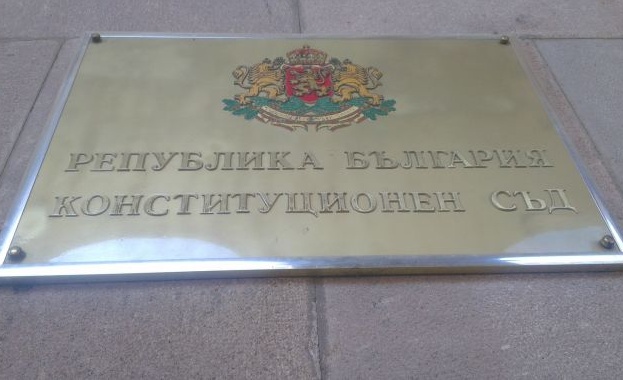 РЕПУБЛИКА БЪЛГАРИЯ
КОНСТИТУЦИОНЕН СЪД